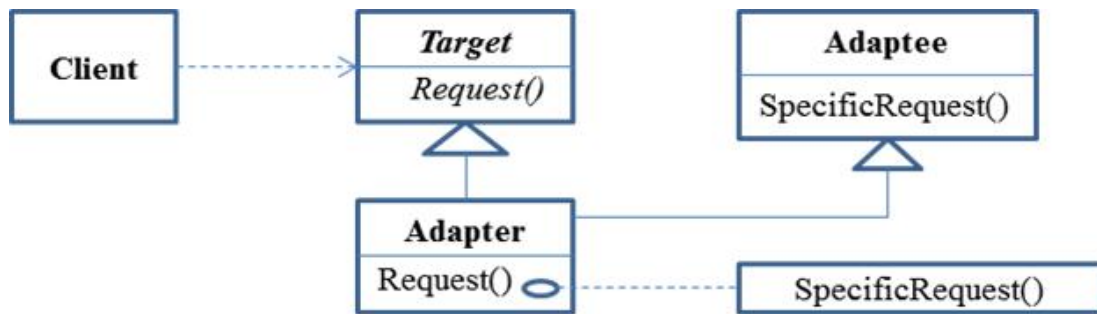 Client
Target
Request()
Adaptee
SpecificRequest()
Adapter
Request()
SpecificRequest()